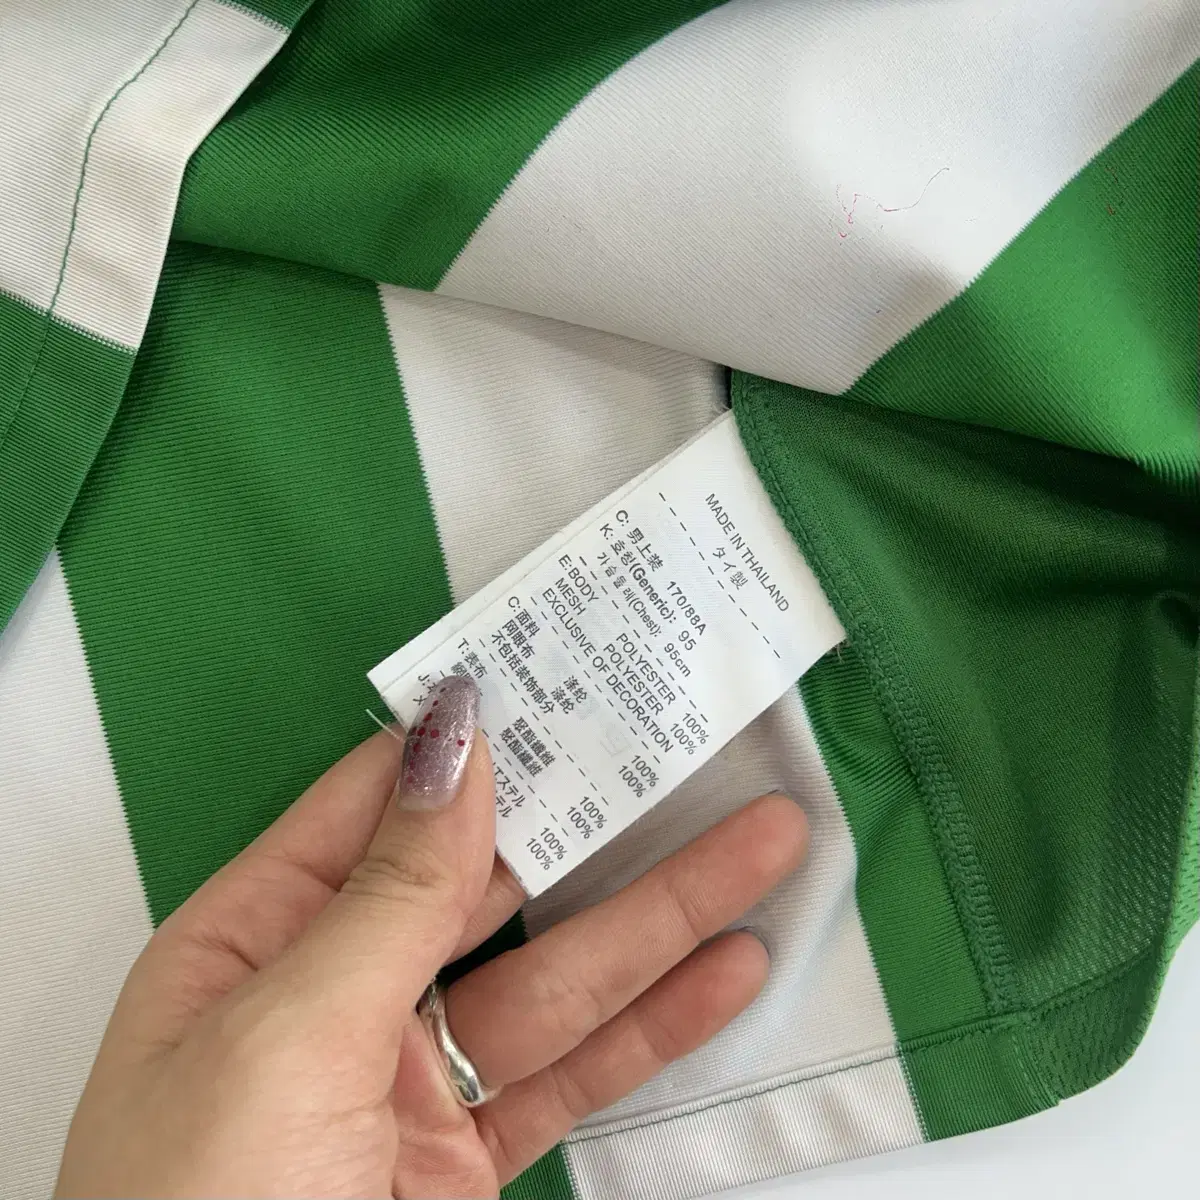 MADE IN THAILAND
タイ製
C: 男上装 170/88A
K: 호칭(Generic): 95
가슴둘레(Chest): 95cm
E: BODY POLYESTER 100%
MESH POLYESTER 100%
EXCLUSIVE OF DECORATION
C: 面料 涤纶 100%
网眼布 涤纶 100%
不包括装饰部分
T: 表布 聚酯纖維 100%
聚酯纖維 100%
J: エステル 100%
テル 100%